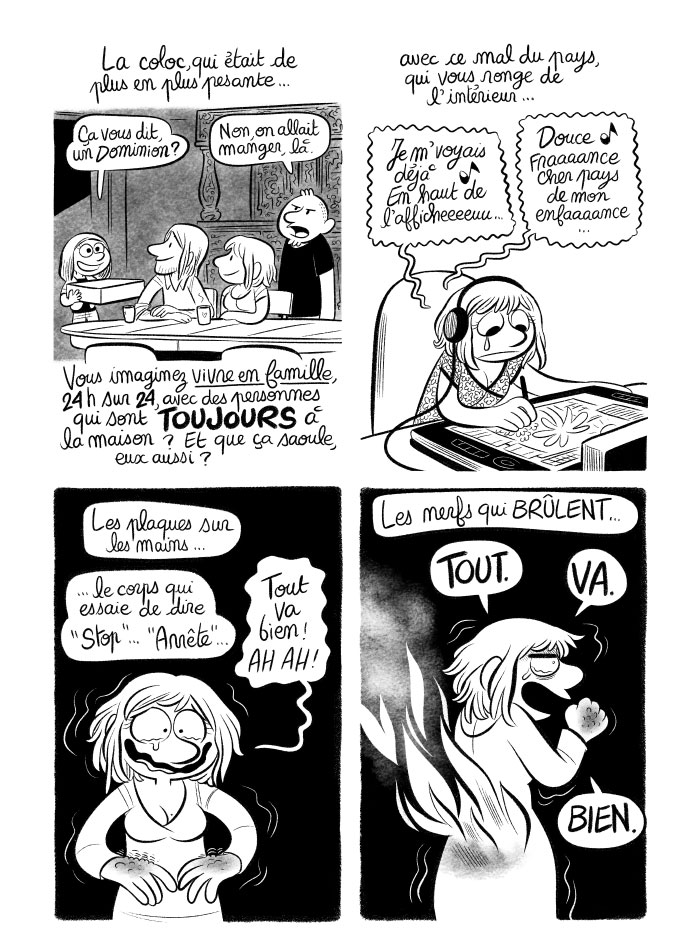 La coloc, qui était de
plus en plus pesante...
Ça vous dit,
un Dominion?
Non, on allait
manger, là.
Vous imaginez vivre en famille,
24 h sur 24, avec des personnes
qui sont TOUJOURS à
la maison ? Et que ça saoule,
eux aussi ?
avec ce mal du pays,
qui vous ronge de
l'intérieur...
Je m'voyais
déjà
En haut de
l'afficheeeeuu...
Douce
Fraaaance
Cher pays
de mon
enfaaaance
...
Les plaques sur
les mains...
...le corps qui
essaie de dire
"Stop"... "Arrête"...
Tout
va
bien !
AH AH !
Les nerfs qui BRÛLENT...
TOUT.
VA.
BIEN.